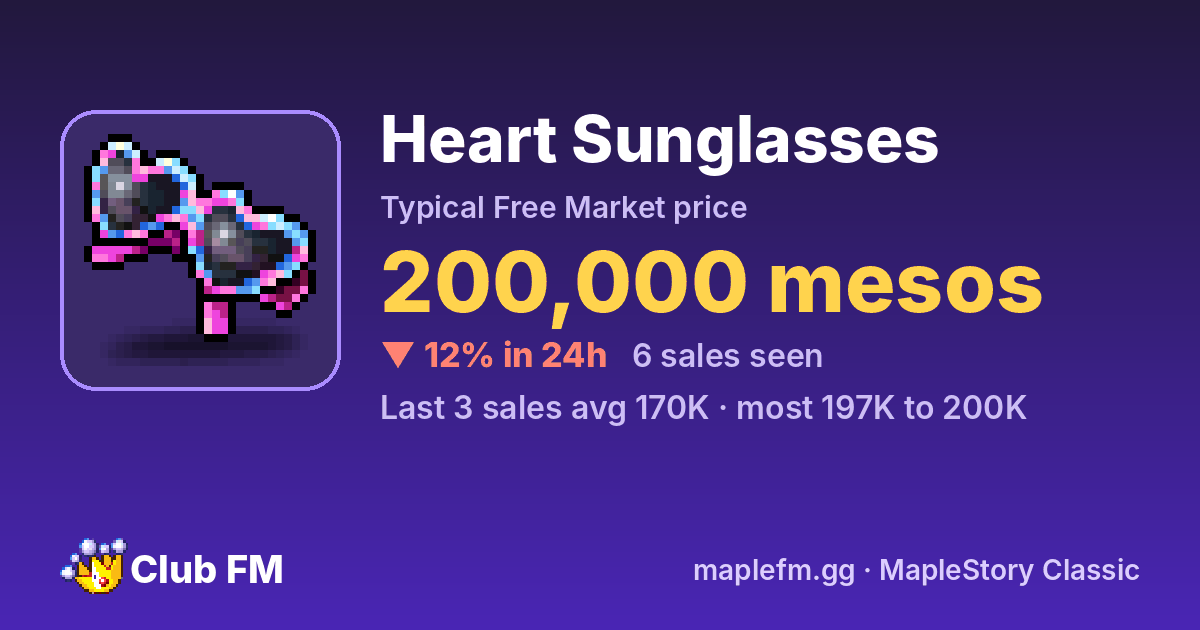 Heart Sunglasses
Typical Free Market price
200,000 mesos
▼ 12% in 24h 6 sales seen
Last 3 sales avg 170K · most 197K to 200K
Club FM
maplefm.gg · MapleStory Classic